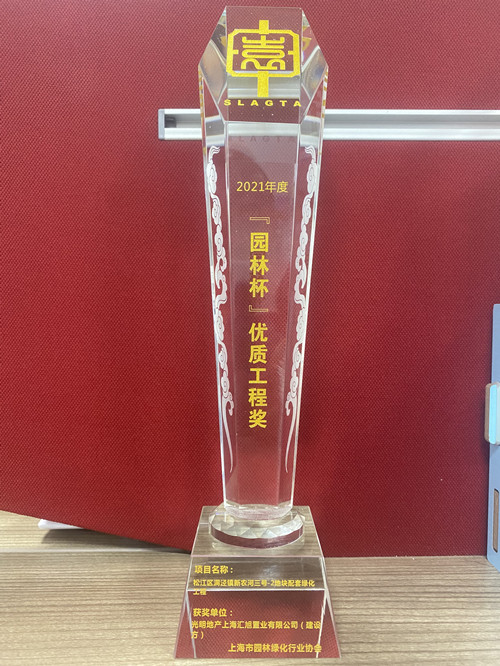 SLAGTA
2021年度
『园林杯』优质工程奖
项目名称：
松江区洞泾镇新农河三号-2地块配套绿化
工程
获奖单位：
光明地产上海汇旭置业有限公司（建设
方）
上海市园林绿化行业协会